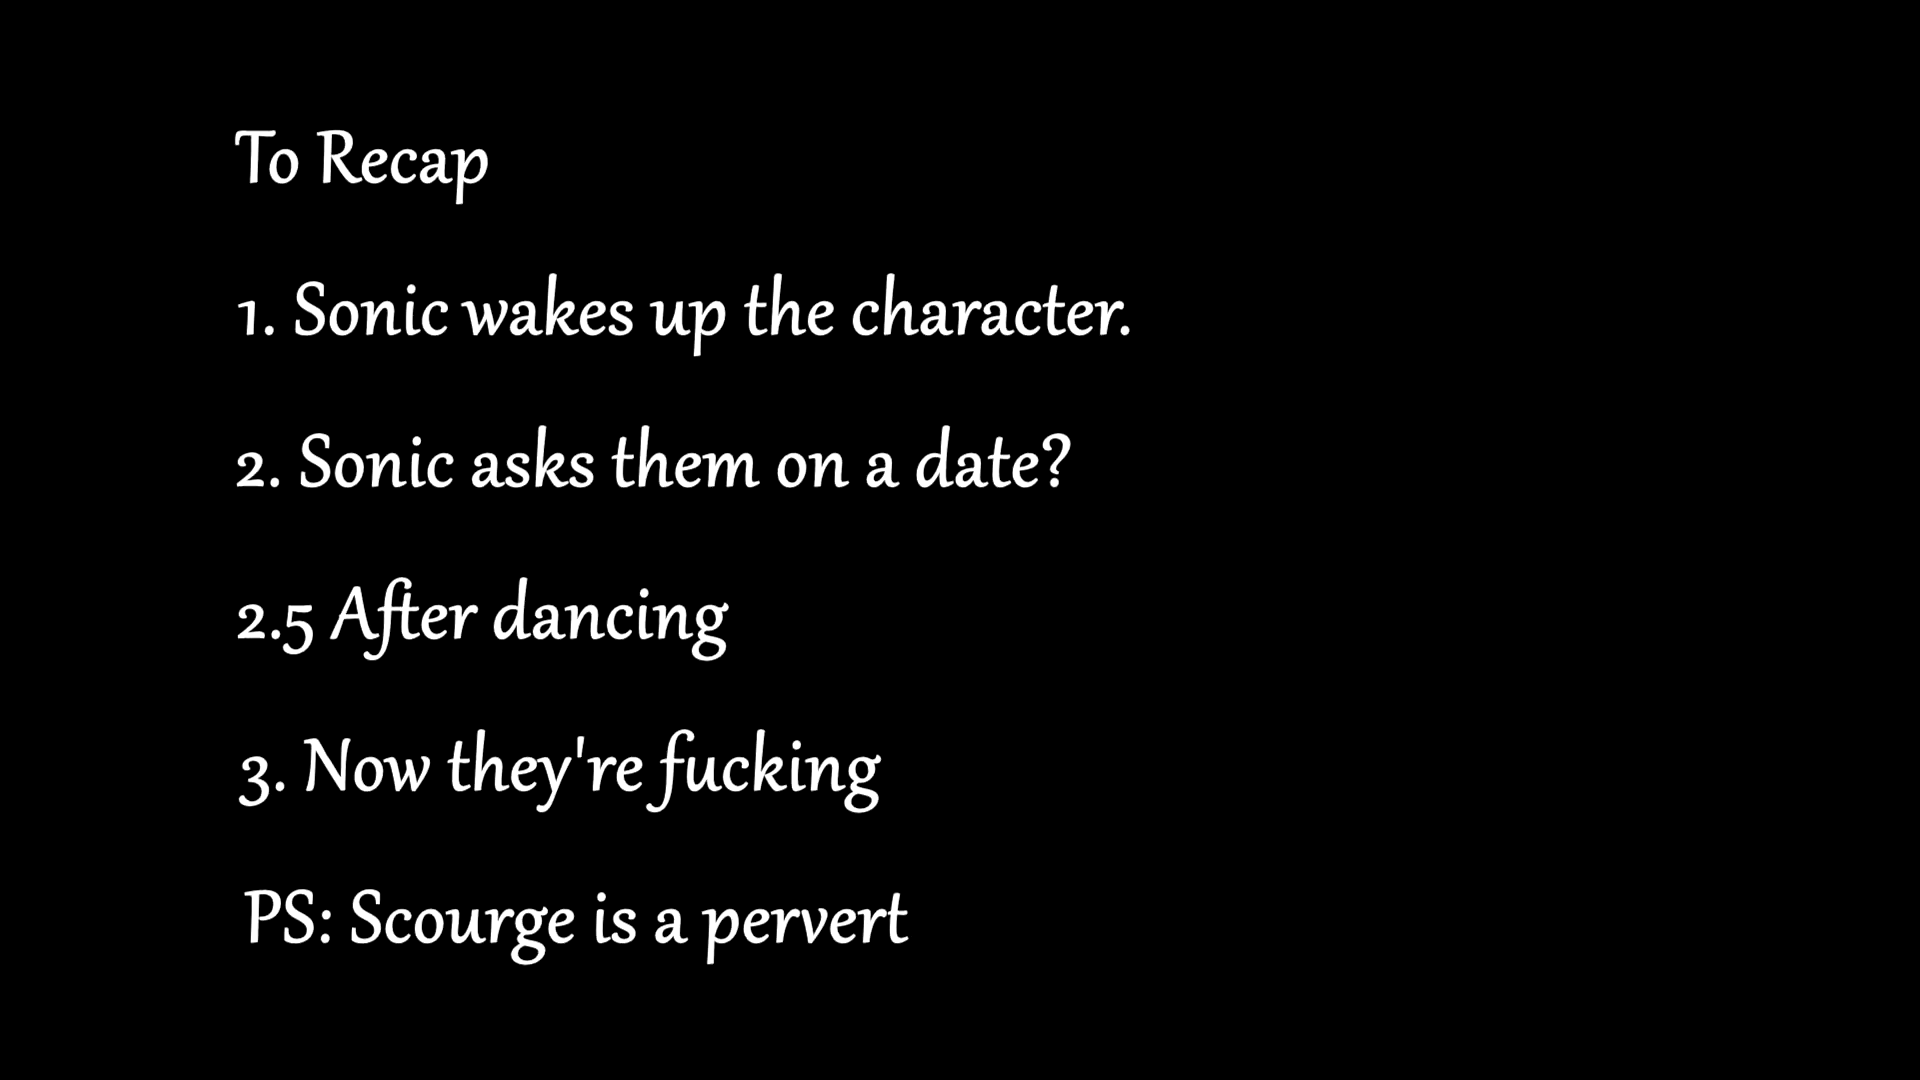 To Recap
1. Sonic wakes up the character.
2. Sonic asks them on a date?
2.5 After dancing
3. Now they're fucking
PS: Scourge is a pervert